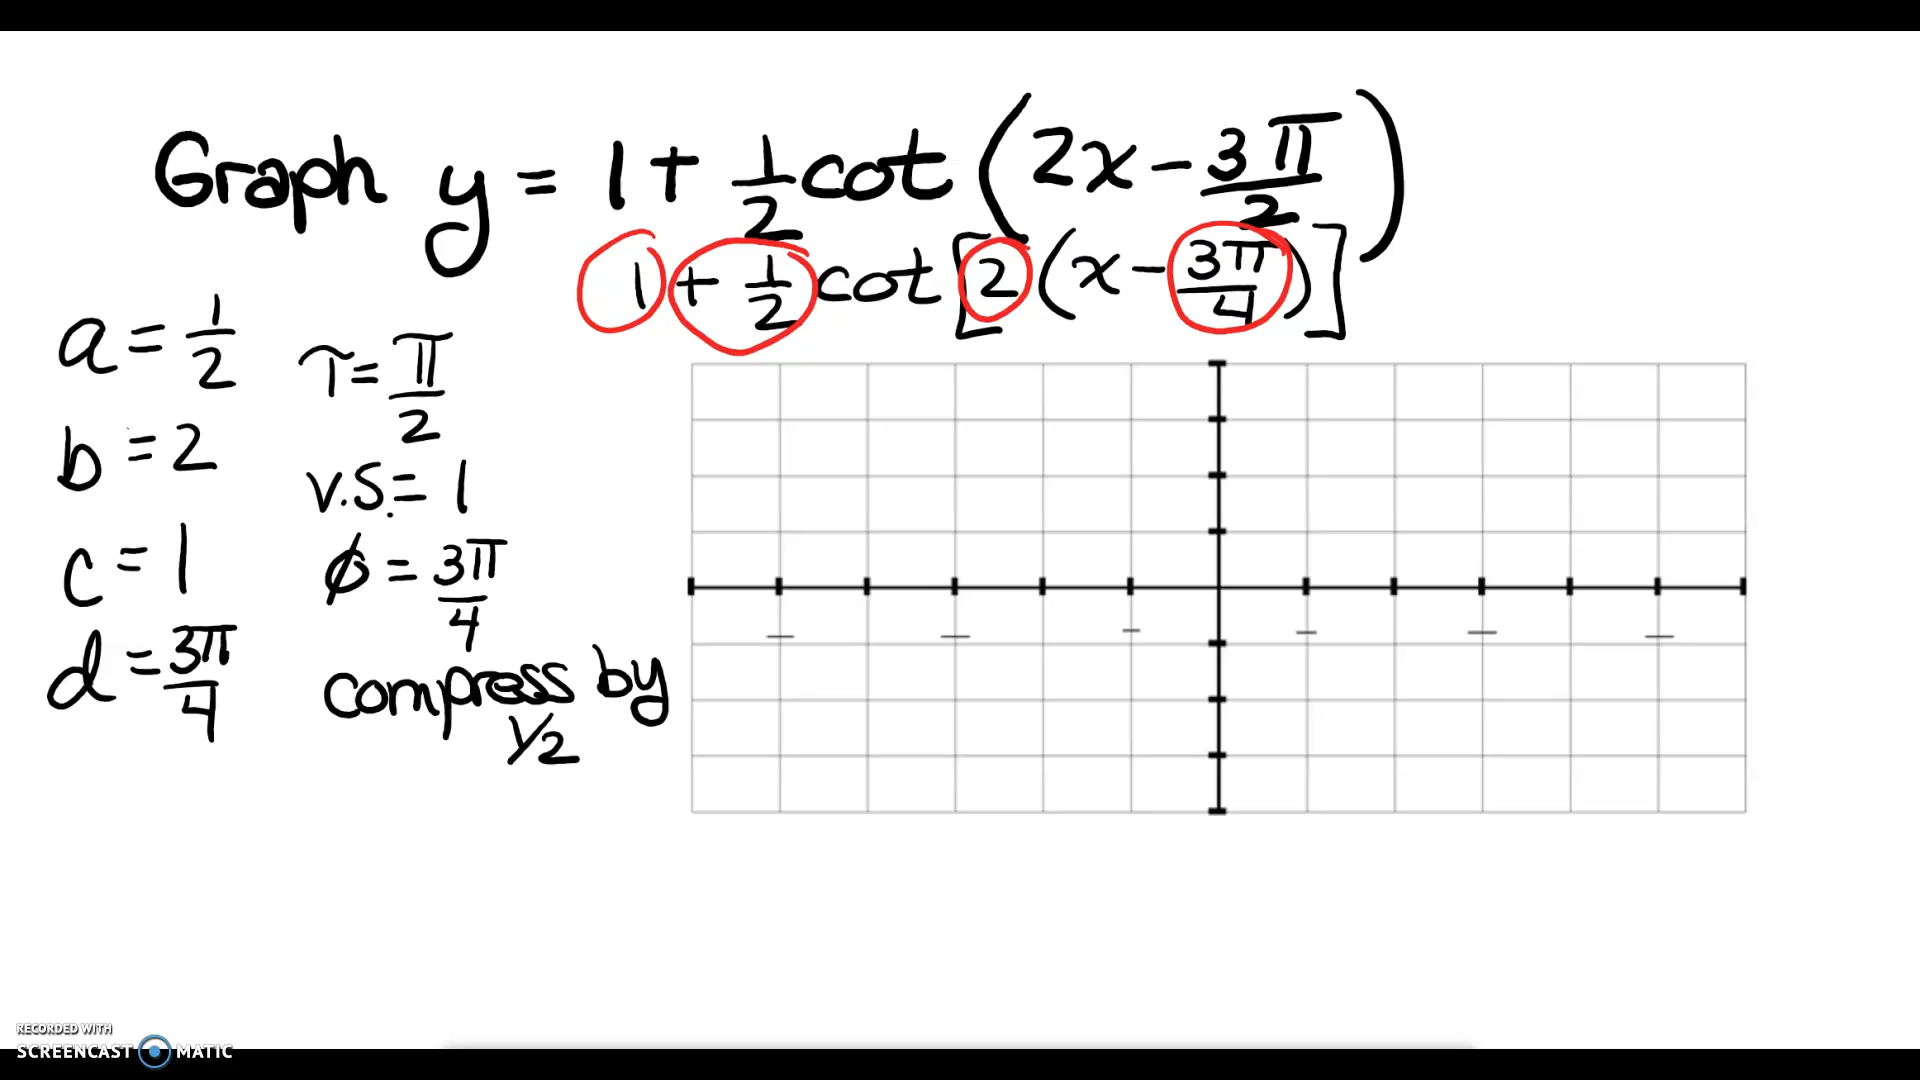 Graph y = 1 + 1/2 cot (2x - 3π/2)
1 + 1/2 cot [2 (x - 3π/4)]
a = 1/2
b = 2
c = 1
d = 3π/4
T = π/2
v.s. = 1
φ = 3π/4
compress by
1/2
RECORDED WITH
SCREENCAST MATIC